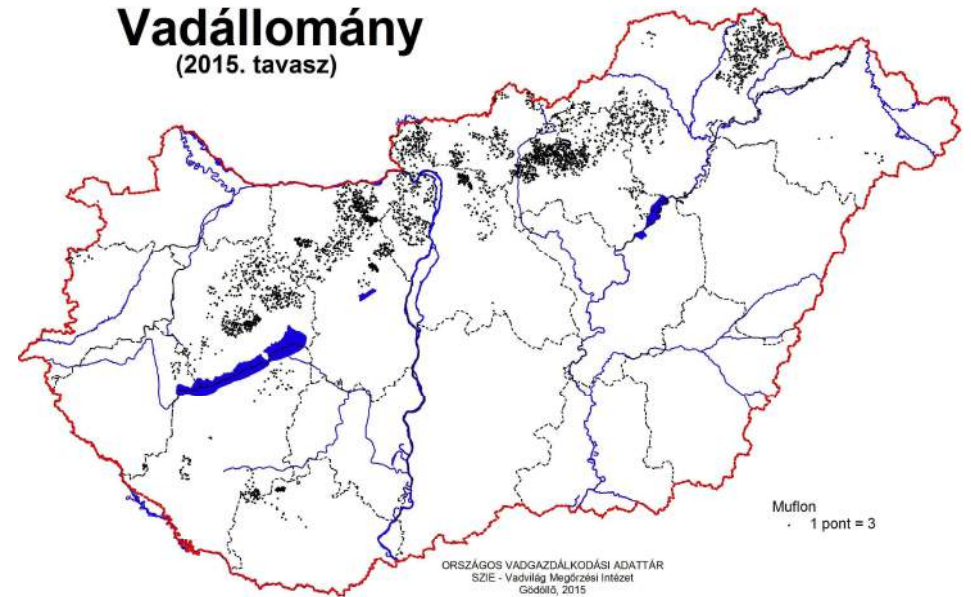 Vadállomány
(2015. tavasz)
Muflon
1 pont = 3
ORSZÁGOS VADGAZDÁLKODÁSI ADATTÁR
SZIE - Vadvilág Megőrzési Intézet
Gödöllő, 2015